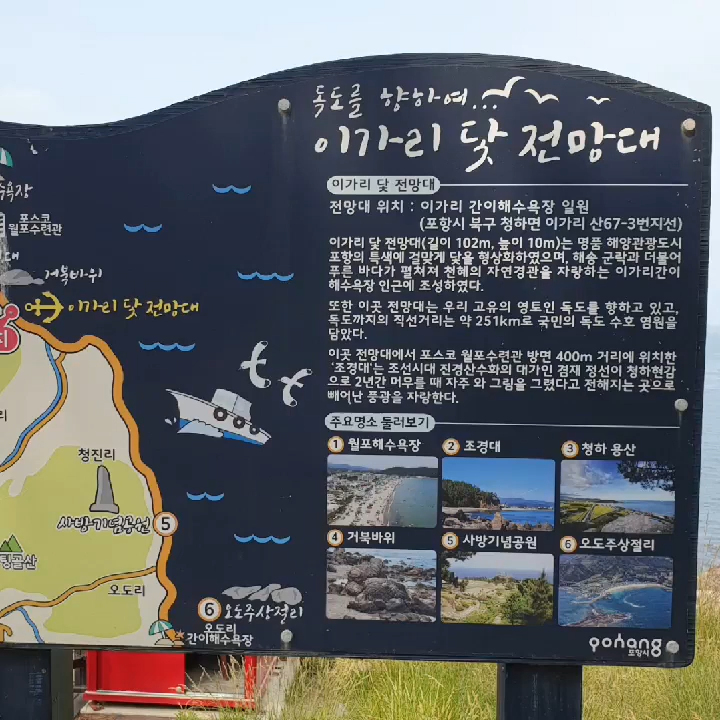 독도를 향하여...
이가리 닻 전망대
이가리 닻 전망대
전망대 위치 : 이가리 간이해수욕장 일원
(포항시 북구 청하면 이가리 산67-3번지선)
이가리 닻 전망대(길이 102m, 높이 10m)는 명품 해양관광도시
포항의 특색에 걸맞게 닻을 형상화하였으며, 해송 군락과 더불어
푸른 바다가 펼쳐져 천혜의 자연경관을 자랑하는 이가리간이
해수욕장 인근에 조성하였다.
또한 이곳 전망대는 우리 고유의 영토인 독도를 향하고 있고,
독도까지의 직선거리는 약 251km로 국민의 독도 수호 염원을
담았다.
이곳 전망대에서 포스코 월포수련관 방면 400m 거리에 위치한
'조경대'는 조선시대 진경산수화의 대가인 겸재 정선이 청하현감
으로 2년간 머무를 때 자주 와 그림을 그렸다고 전해지는 곳으로
빼어난 풍광을 자랑한다.
주요명소 둘러보기
1 월포해수욕장
2 조경대
3 청하 용산
4 거북바위
5 사방기념공원
6 오도주상절리
pohang
포항시
수욕장
포스코
월포수련관
대
거북바위
이가리 닻 전망대
지
리
청진리
사방기념공원 5
골산
오도리
6 오도주상절리
오도리
간이해수욕장